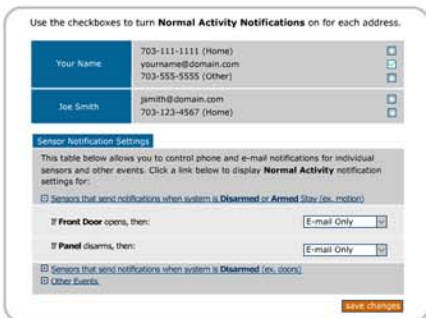 Use the checkboxes to turn Normal Activity Notifications on for each address.
Your Name
703-111-1111 (Home)
yourname@domain.com
703-555-5555 (Other)
Joe Smith
jsmith@domain.com
703-123-4567 (Home)
Sensor Notification Settings
This table below allows you to control phone and e-mail notifications for individual
sensors and other events. Click a link below to display Normal Activity notification
settings for:
Sensors that send notifications when system is Disarmed or Armed Stay (ex. motion)
If Front Door opens, then:
E-mail Only
If Panel disarms, then:
E-mail Only
Sensors that send notifications when system is Disarmed (ex. doors)
Other Events
save changes